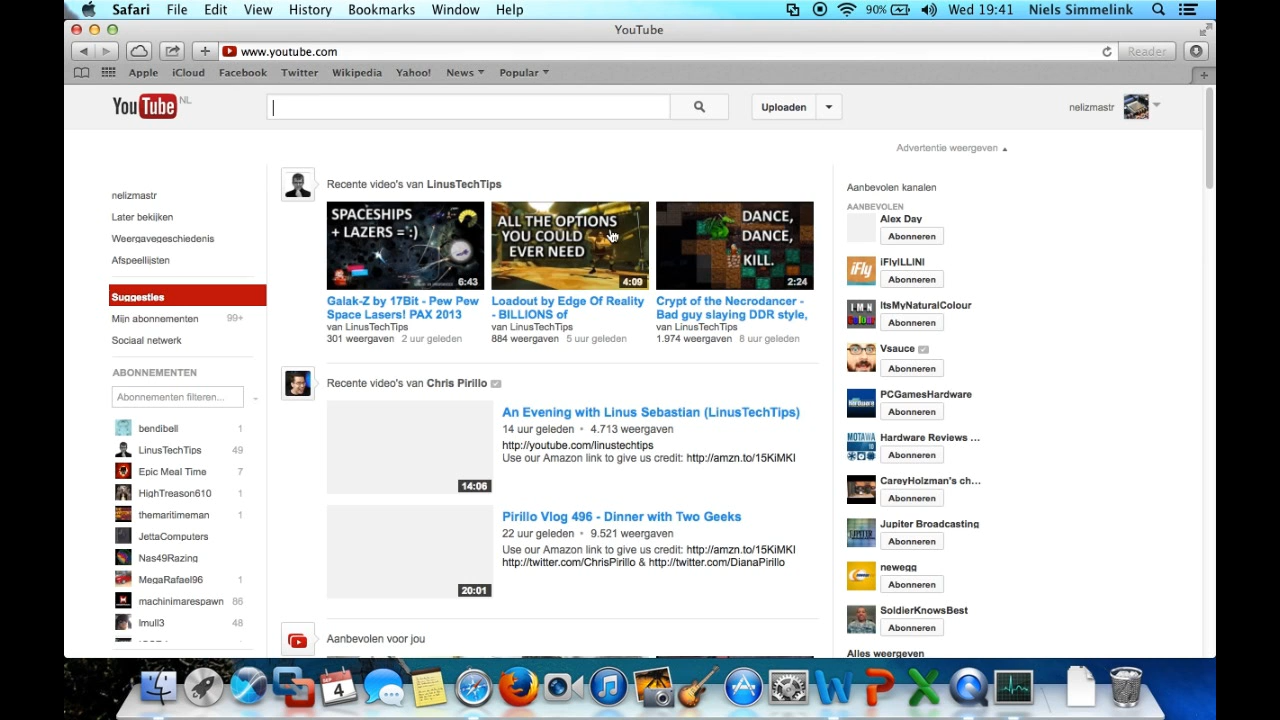 Safari File Edit View History Bookmarks Window Help 90% Wed 19:41 Niels Simmelink
YouTube
www.youtube.com Reader
Apple iCloud Facebook Twitter Wikipedia Yahoo! News Popular
YouTube NL Uploaden nelizmastr
Advertentie weergeven
nelizmastr
Later bekijken
Weergavegeschiedenis
Afspeellijsten
Suggesties
Mijn abonnementen 99+
Sociaal netwerk
ABONNEMENTEN
Abonnementen filteren...
bendibell 1
LinusTechTips 49
Epic Meal Time 7
HighTreason610 1
themaritimeman 1
JettaComputers
Nas49Razing
MegaRafael96 1
machinimarespawn 86
lmull3 48
Recente video's van LinusTechTips
SPACESHIPS
+ LAZERS = :)
6:43
Galak-Z by 17Bit - Pew Pew
Space Lasers! PAX 2013
van LinusTechTips
301 weergaven 2 uur geleden
ALL THE OPTIONS
YOU COULD
EVER NEED
4:09
Loadout by Edge Of Reality
- BILLIONS of
van LinusTechTips
884 weergaven 5 uur geleden
DANCE,
DANCE,
KILL.
2:24
Crypt of the Necrodancer -
Bad guy slaying DDR style,
van LinusTechTips
1.974 weergaven 8 uur geleden
Recente video's van Chris Pirillo
14:06
An Evening with Linus Sebastian (LinusTechTips)
14 uur geleden • 4.713 weergaven
http://youtube.com/linustechtips
Use our Amazon link to give us credit: http://amzn.to/15KiMKI
20:01
Pirillo Vlog 496 - Dinner with Two Geeks
22 uur geleden • 9.521 weergaven
Use our Amazon link to give us credit: http://amzn.to/15KiMKI
http://twitter.com/ChrisPirillo & http://twitter.com/DianaPirillo
Aanbevolen voor jou
Aanbevolen kanalen
AANBEVOLEN
Alex Day
Abonneren
iFlyILLINI
Abonneren
ItsMyNaturalColour
Abonneren
Vsauce
Abonneren
PCGamesHardware
Abonneren
Hardware Reviews ...
Abonneren
CareyHolzman's ch...
Abonneren
Jupiter Broadcasting
Abonneren
newegg
Abonneren
SoldierKnowsBest
Abonneren
Alles weergeven
SEP
4